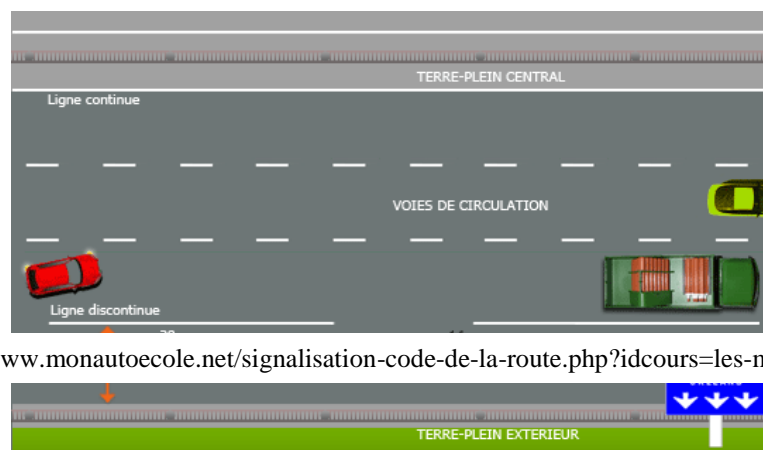 TERRE-PLEIN CENTRAL
Ligne continue
VOIES DE CIRCULATION
Ligne discontinue
ww.monautoecole.net/signalisation-code-de-la-route.php?idcours=les-n
TERRE-PLEIN EXTERIEUR